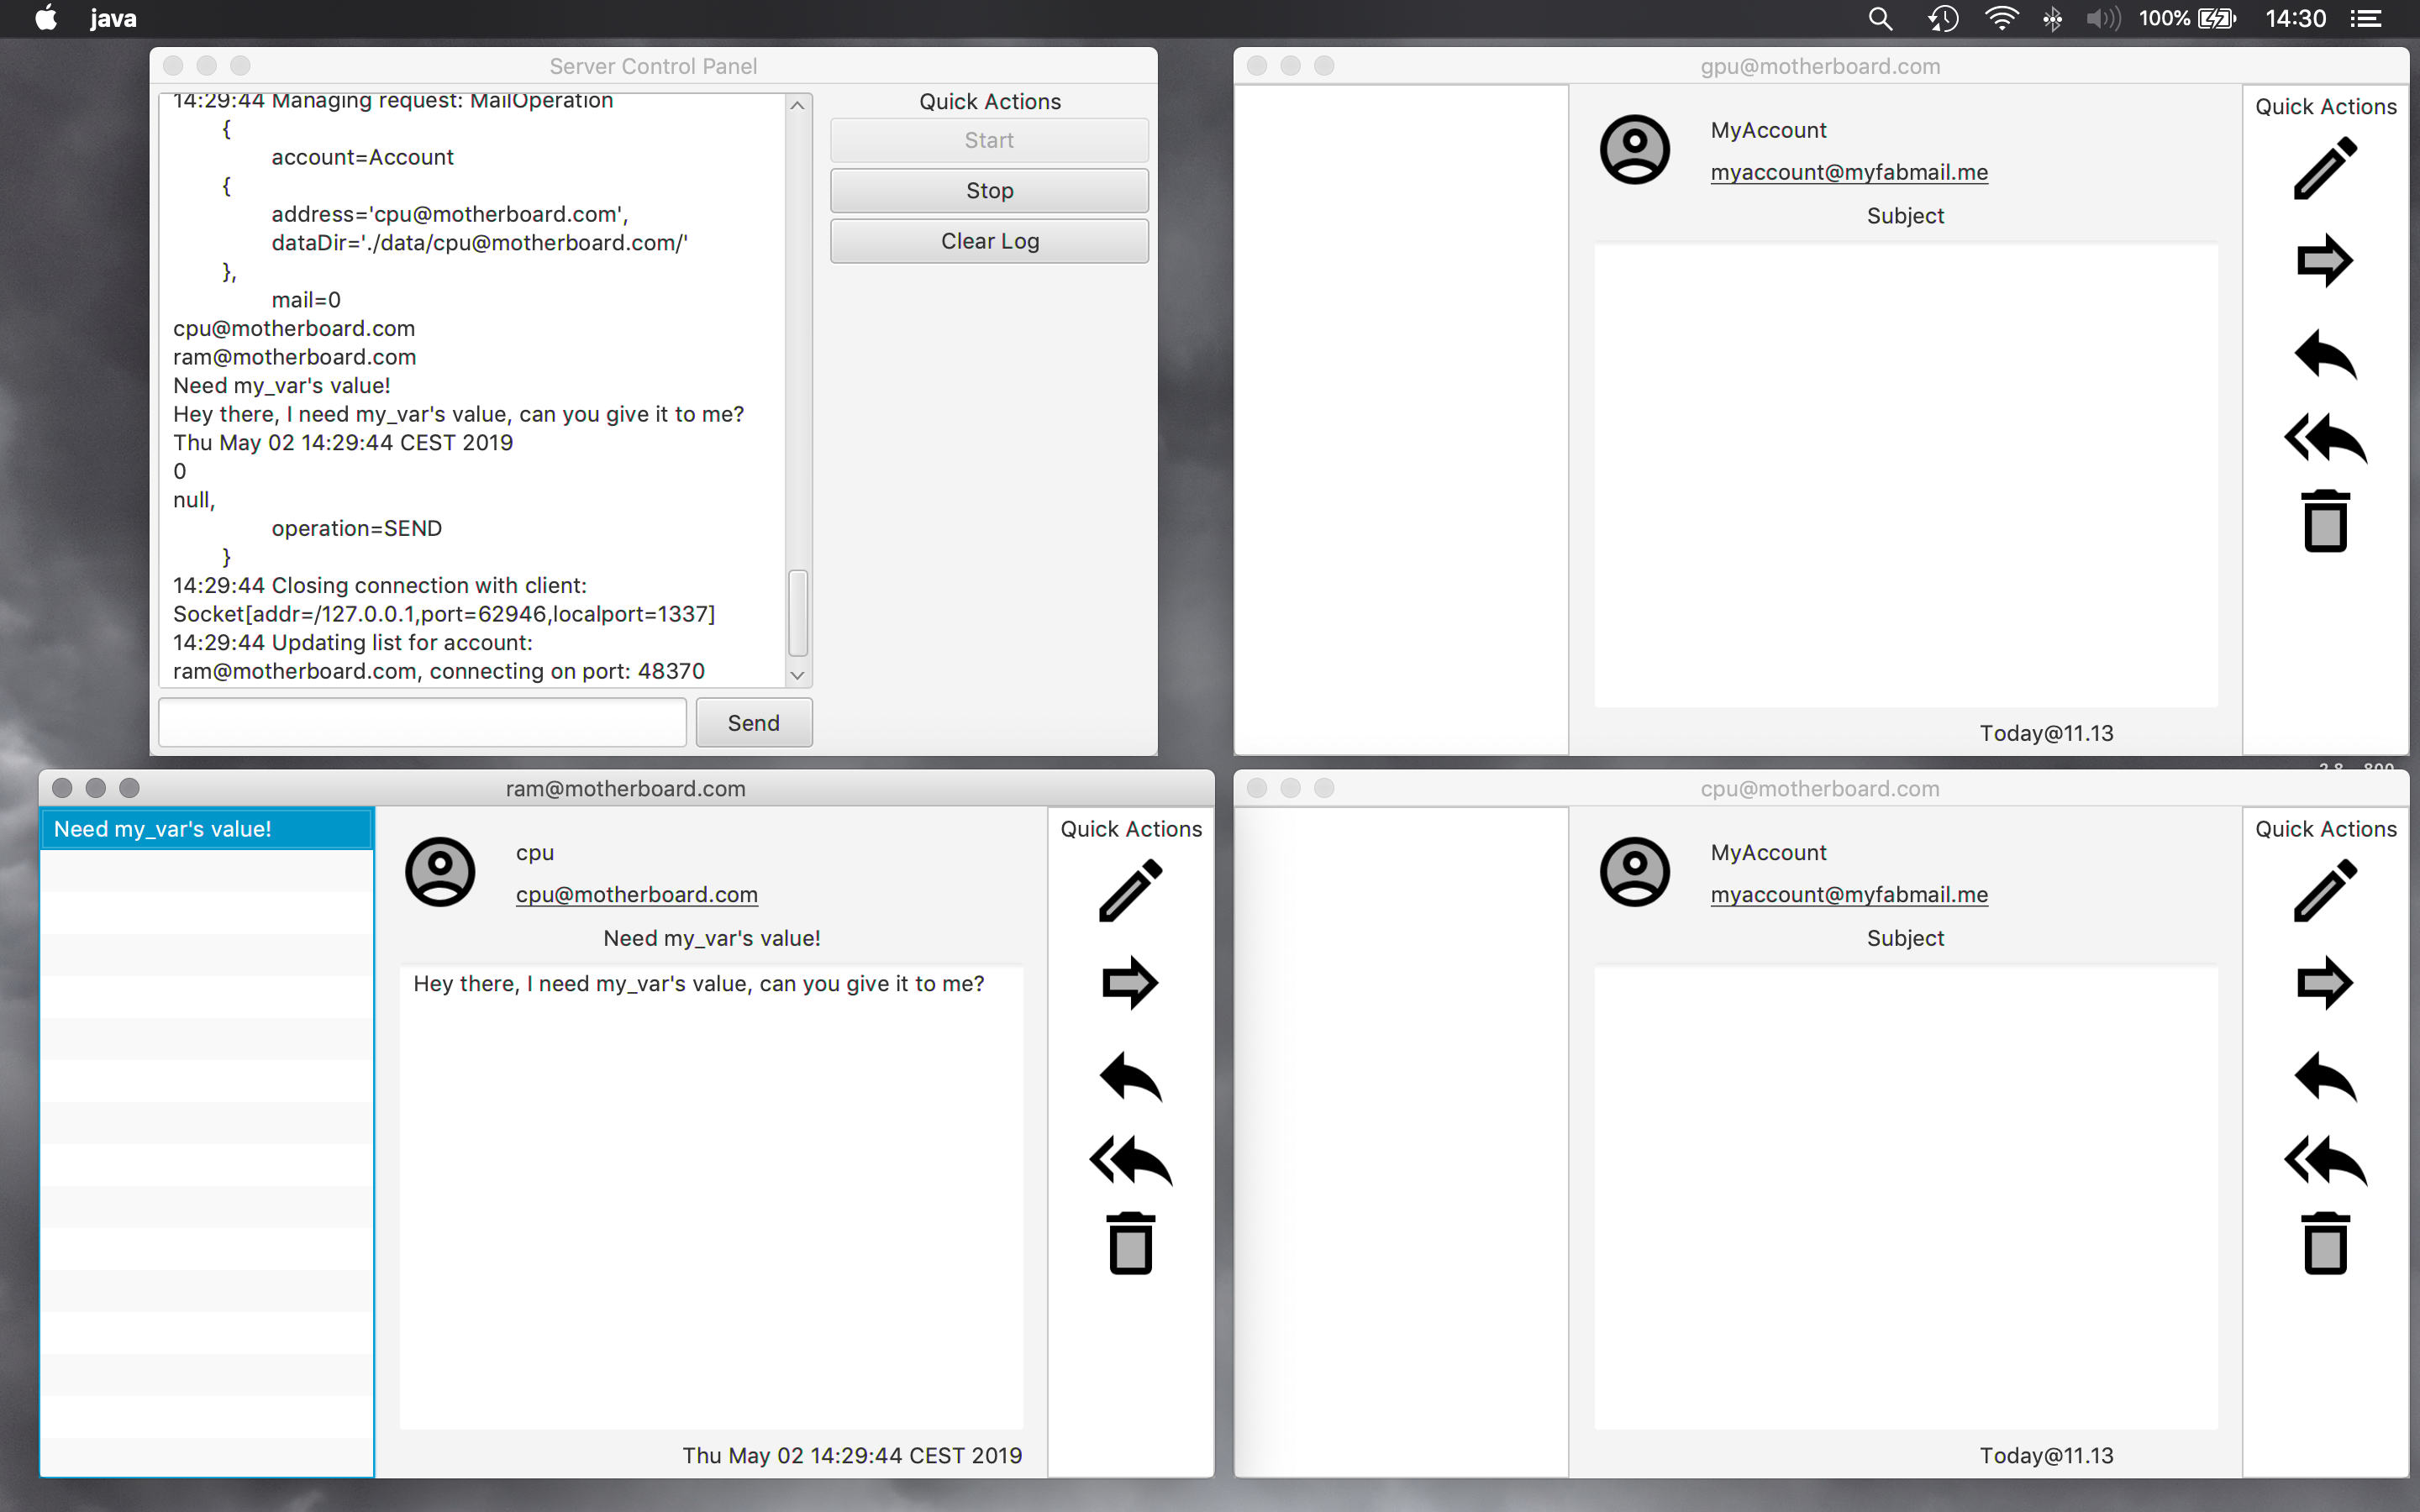 java
100%
14:30
Server Control Panel
14:29:44 Managing request: MailOperation
{
account=Account
{
address='cpu@motherboard.com',
dataDir='./data/cpu@motherboard.com/'
},
mail=0
cpu@motherboard.com
ram@motherboard.com
Need my_var's value!
Hey there, I need my_var's value, can you give it to me?
Thu May 02 14:29:44 CEST 2019
0
null,
operation=SEND
}
14:29:44 Closing connection with client:
Socket[addr=/127.0.0.1,port=62946,localport=1337]
14:29:44 Updating list for account:
ram@motherboard.com, connecting on port: 48370
Send
Quick Actions
Start
Stop
Clear Log
gpu@motherboard.com
MyAccount
myaccount@myfabmail.me
Subject
Today@11.13
Quick Actions
ram@motherboard.com
Need my_var's value!
cpu
cpu@motherboard.com
Need my_var's value!
Hey there, I need my_var's value, can you give it to me?
Thu May 02 14:29:44 CEST 2019
Quick Actions
cpu@motherboard.com
MyAccount
myaccount@myfabmail.me
Subject
Today@11.13
Quick Actions